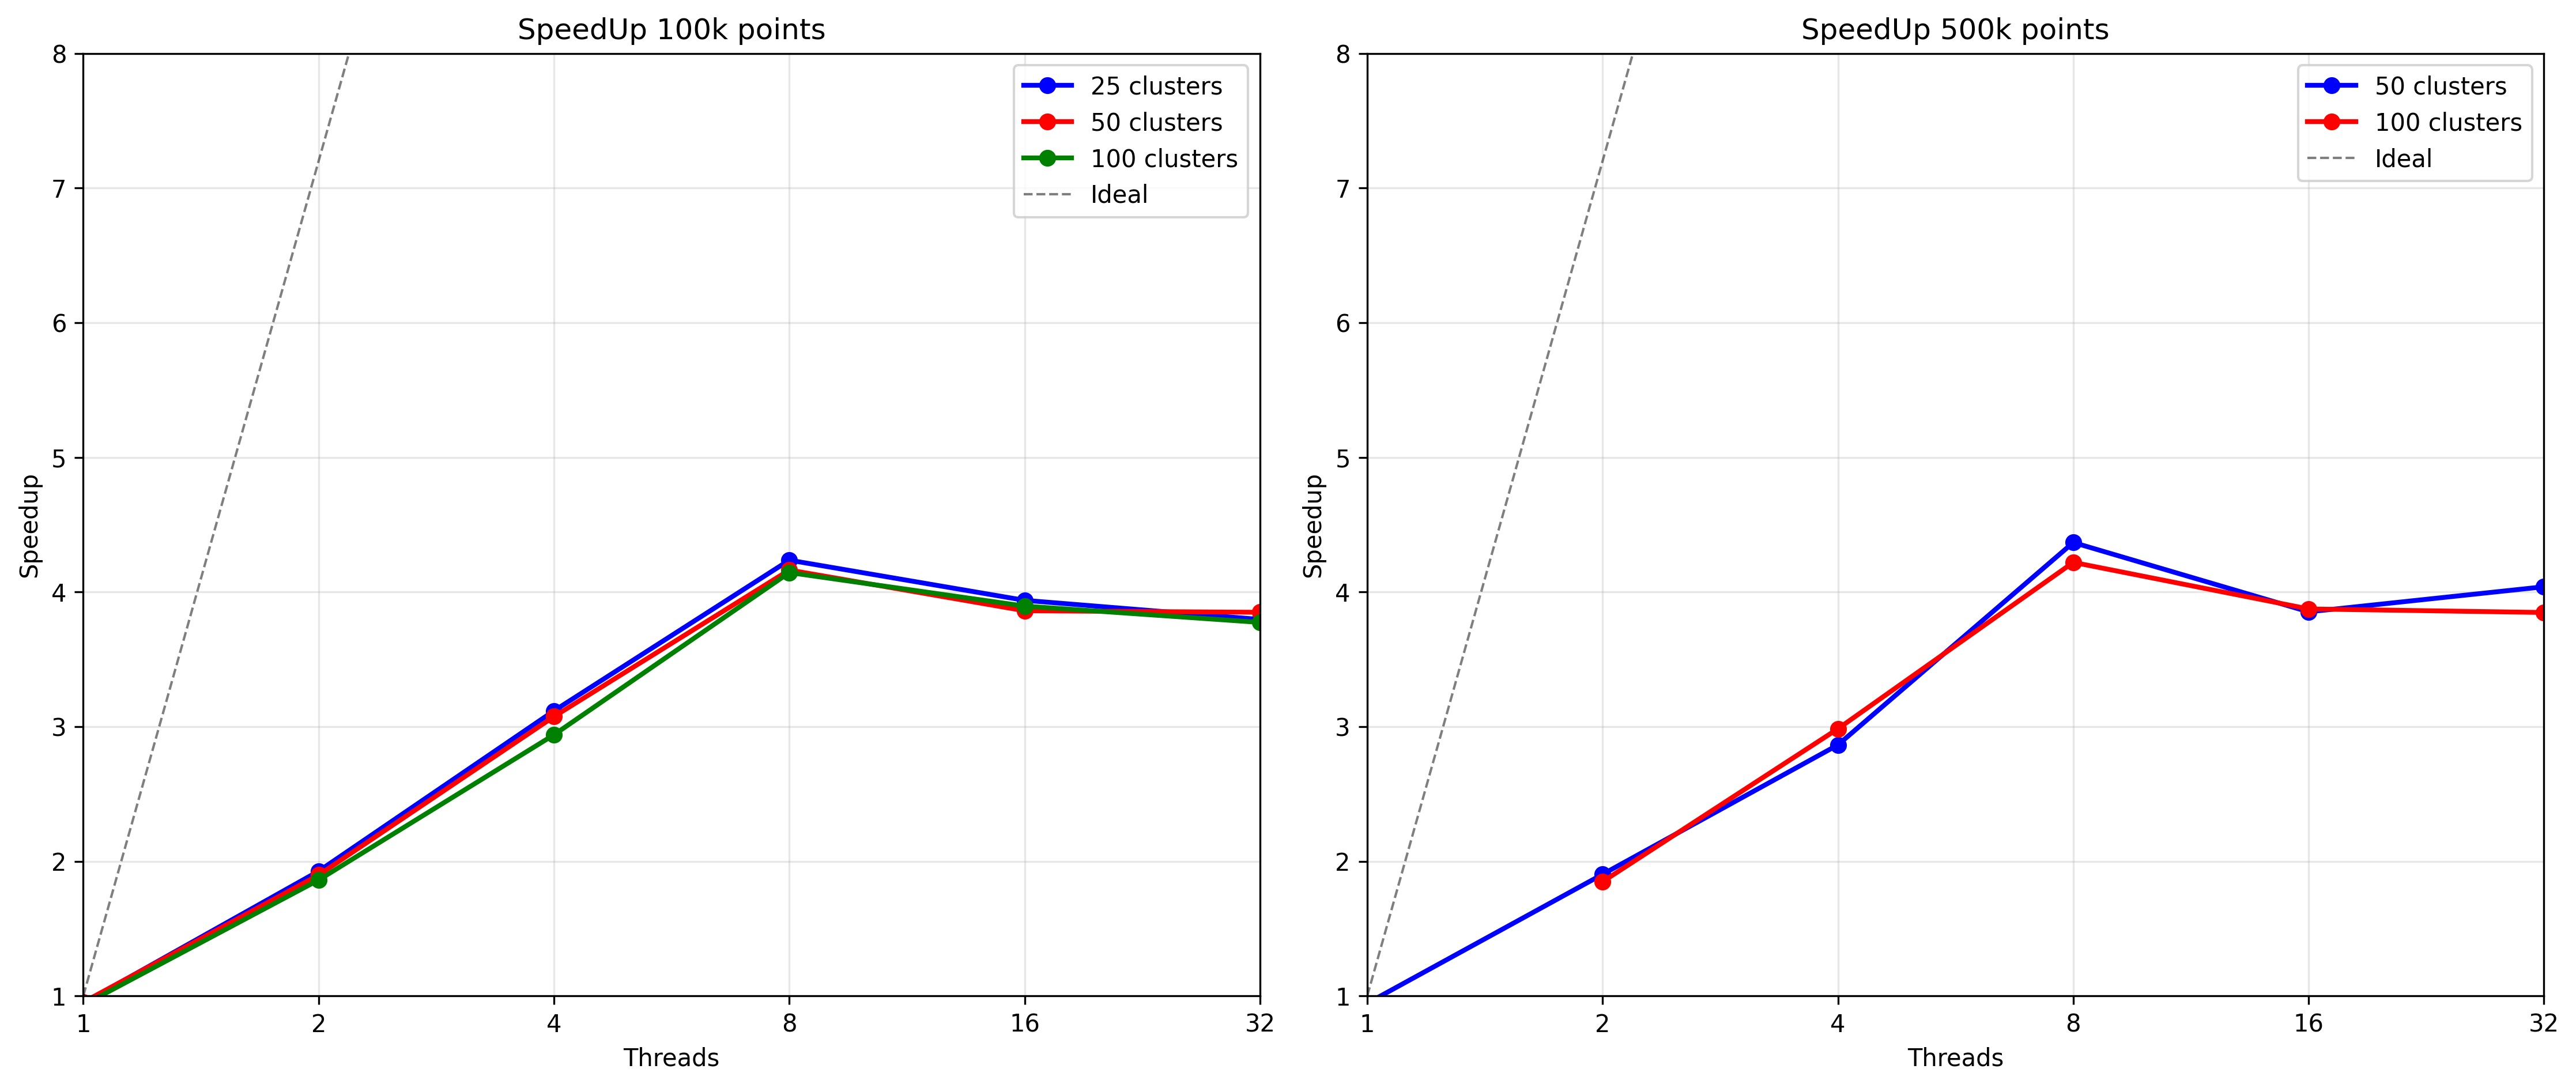 SpeedUp 100k points
8
7
6
5
4
3
2
1
Speedup
25 clusters
50 clusters
100 clusters
Ideal
1 2 4 8 16 32
Threads
SpeedUp 500k points
8
7
6
5
4
3
2
1
Speedup
50 clusters
100 clusters
Ideal
1 2 4 8 16 32
Threads